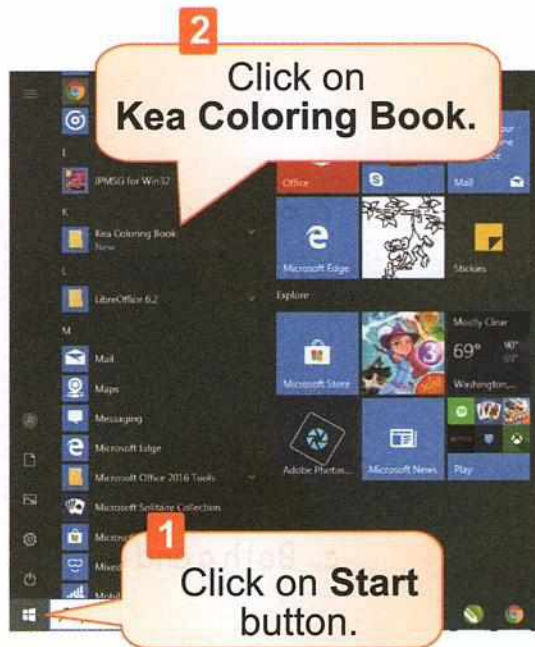 2
Click on
Kea Coloring Book.
I
IPMSG for Win32
Office
Mail
K
Kea Coloring Book
New
Microsoft Edge
Stickies
L
LibreOffice 6.2
Explore
M
Mail
Maps
Messaging
Microsoft Edge
Microsoft Office 2016 Tools
Microsoft Solitaire Collection
Microsoft Store
3
Mostly Clear
69°
90°
Washington,...
Adobe Photos...
Microsoft News
Play
1
Click on Start
button.